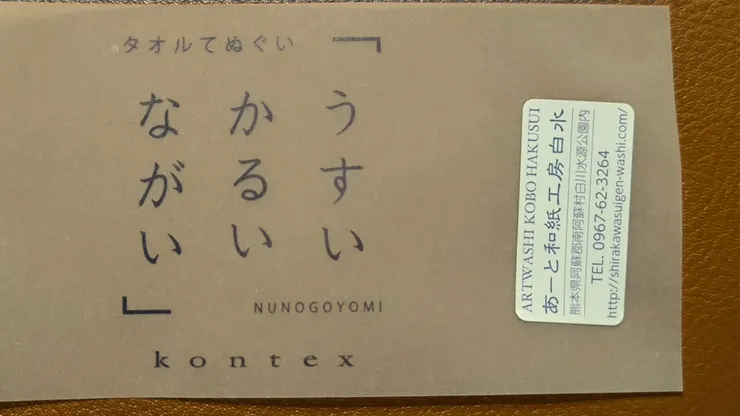 タオルてぬぐい
「うすい
かるい
ながい」
NUNOGOYOMI
kontex
ARTWASHI KOBO HAKUSUI
あーと和紙工房白水
熊本県阿蘇郡南阿蘇村白川水源公園内
TEL. 0967-62-3264
http://shirakawasuigen-washi.com/